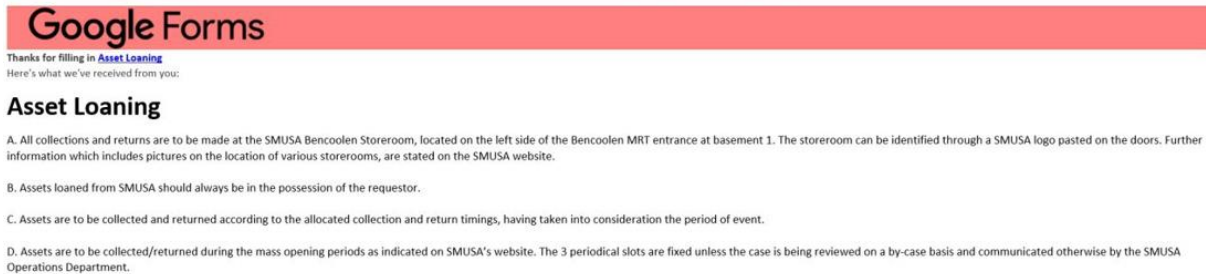 Google Forms
Thanks for filling in Asset Loaning
Here's what we've received from you:
Asset Loaning
A. All collections and returns are to be made at the SMUSA Bencoolen Storeroom, located on the left side of the Bencoolen MRT entrance at basement 1. The storeroom can be identified through a SMUSA logo pasted on the doors. Further
information which includes pictures on the location of various storerooms, are stated on the SMUSA website.
B. Assets loaned from SMUSA should always be in the possession of the requestor.
C. Assets are to be collected and returned according to the allocated collection and return timings, having taken into consideration the period of event.
D. Assets are to be collected/returned during the mass opening periods as indicated on SMUSA's website. The 3 periodical slots are fixed unless the case is being reviewed on a by-case basis and communicated otherwise by the SMUSA
Operations Department.